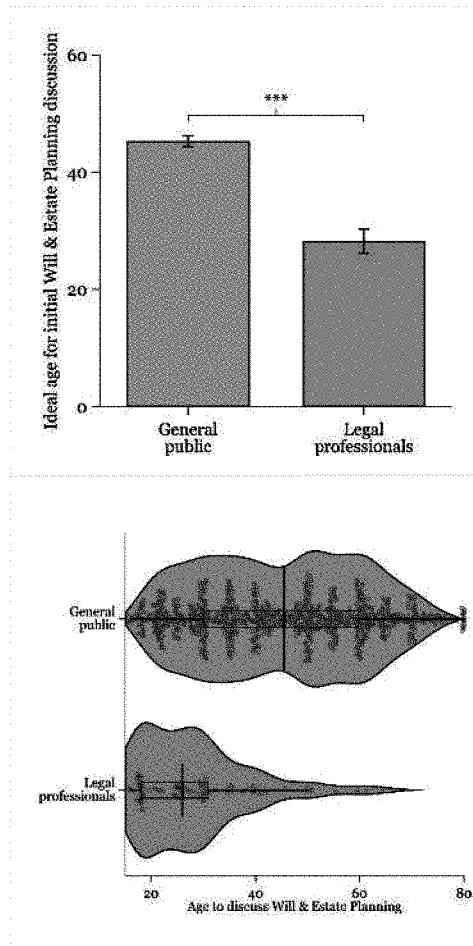 Ideal age for initial Will & Estate Planning discussion
60
40
20
0
***
General
public
Legal
professionals
General
public
Legal
professionals
20
40
60
80
Age to discuss Will & Estate Planning